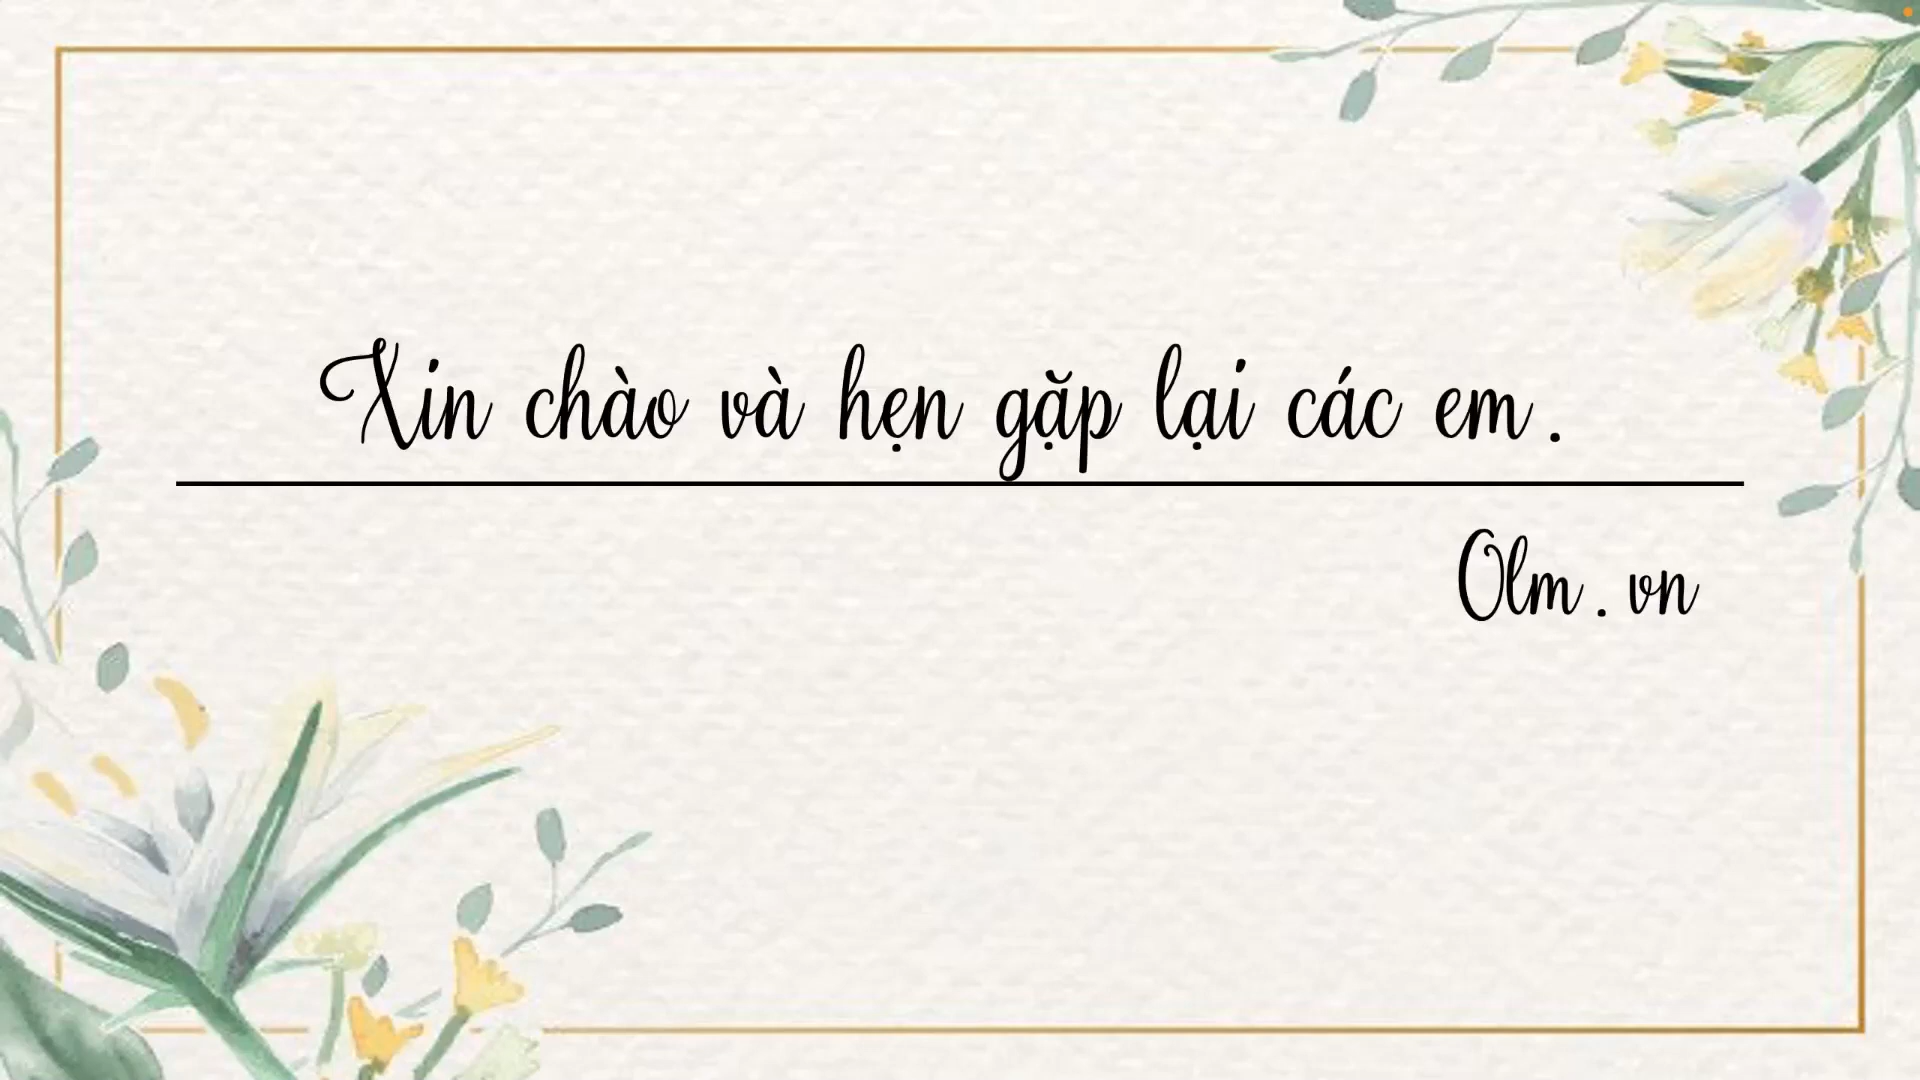 Xin chào và hẹn gặp lại các em.
Olm.vn